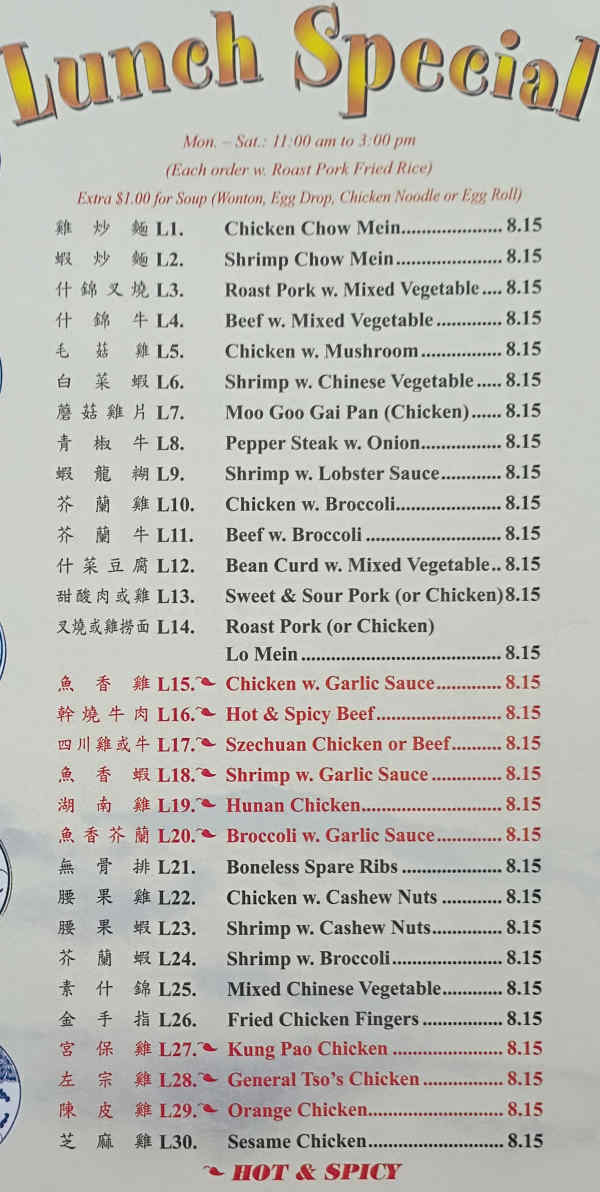 Lunch Special
Mon. – Sat.: 11:00 am to 3:00 pm
(Each order w. Roast Pork Fried Rice)
Extra $1.00 for Soup (Wonton, Egg Drop, Chicken Noodle or Egg Roll)
雞炒麵 L1. Chicken Chow Mein.................... 8.15
蝦炒麵 L2. Shrimp Chow Mein.................... 8.15
什錦叉燒 L3. Roast Pork w. Mixed Vegetable.... 8.15
什錦牛 L4. Beef w. Mixed Vegetable............. 8.15
毛菇雞 L5. Chicken w. Mushroom................ 8.15
白菜蝦 L6. Shrimp w. Chinese Vegetable..... 8.15
蘑菇雞片 L7. Moo Goo Gai Pan (Chicken)...... 8.15
青椒牛 L8. Pepper Steak w. Onion................ 8.15
蝦龍糊 L9. Shrimp w. Lobster Sauce............ 8.15
芥蘭雞 L10. Chicken w. Broccoli..................... 8.15
芥蘭牛 L11. Beef w. Broccoli........................... 8.15
什菜豆腐 L12. Bean Curd w. Mixed Vegetable.. 8.15
甜酸肉或雞 L13. Sweet & Sour Pork (or Chicken)8.15
叉燒或雞撈面 L14. Roast Pork (or Chicken)
Lo Mein........................................ 8.15
魚香雞 L15. Chicken w. Garlic Sauce............. 8.15
幹燒牛肉 L16. Hot & Spicy Beef......................... 8.15
四川雞或牛 L17. Szechuan Chicken or Beef.......... 8.15
魚香蝦 L18. Shrimp w. Garlic Sauce.............. 8.15
湖南雞 L19. Hunan Chicken............................ 8.15
魚香芥蘭 L20. Broccoli w. Garlic Sauce............. 8.15
無骨排 L21. Boneless Spare Ribs.................... 8.15
腰果雞 L22. Chicken w. Cashew Nuts............ 8.15
腰果蝦 L23. Shrimp w. Cashew Nuts.............. 8.15
芥蘭蝦 L24. Shrimp w. Broccoli...................... 8.15
素什錦 L25. Mixed Chinese Vegetable............ 8.15
金手指 L26. Fried Chicken Fingers................ 8.15
宮保雞 L27. Kung Pao Chicken...................... 8.15
左宗雞 L28. General Tso's Chicken................ 8.15
陳皮雞 L29. Orange Chicken........................... 8.15
芝麻雞 L30. Sesame Chicken........................... 8.15
HOT & SPICY